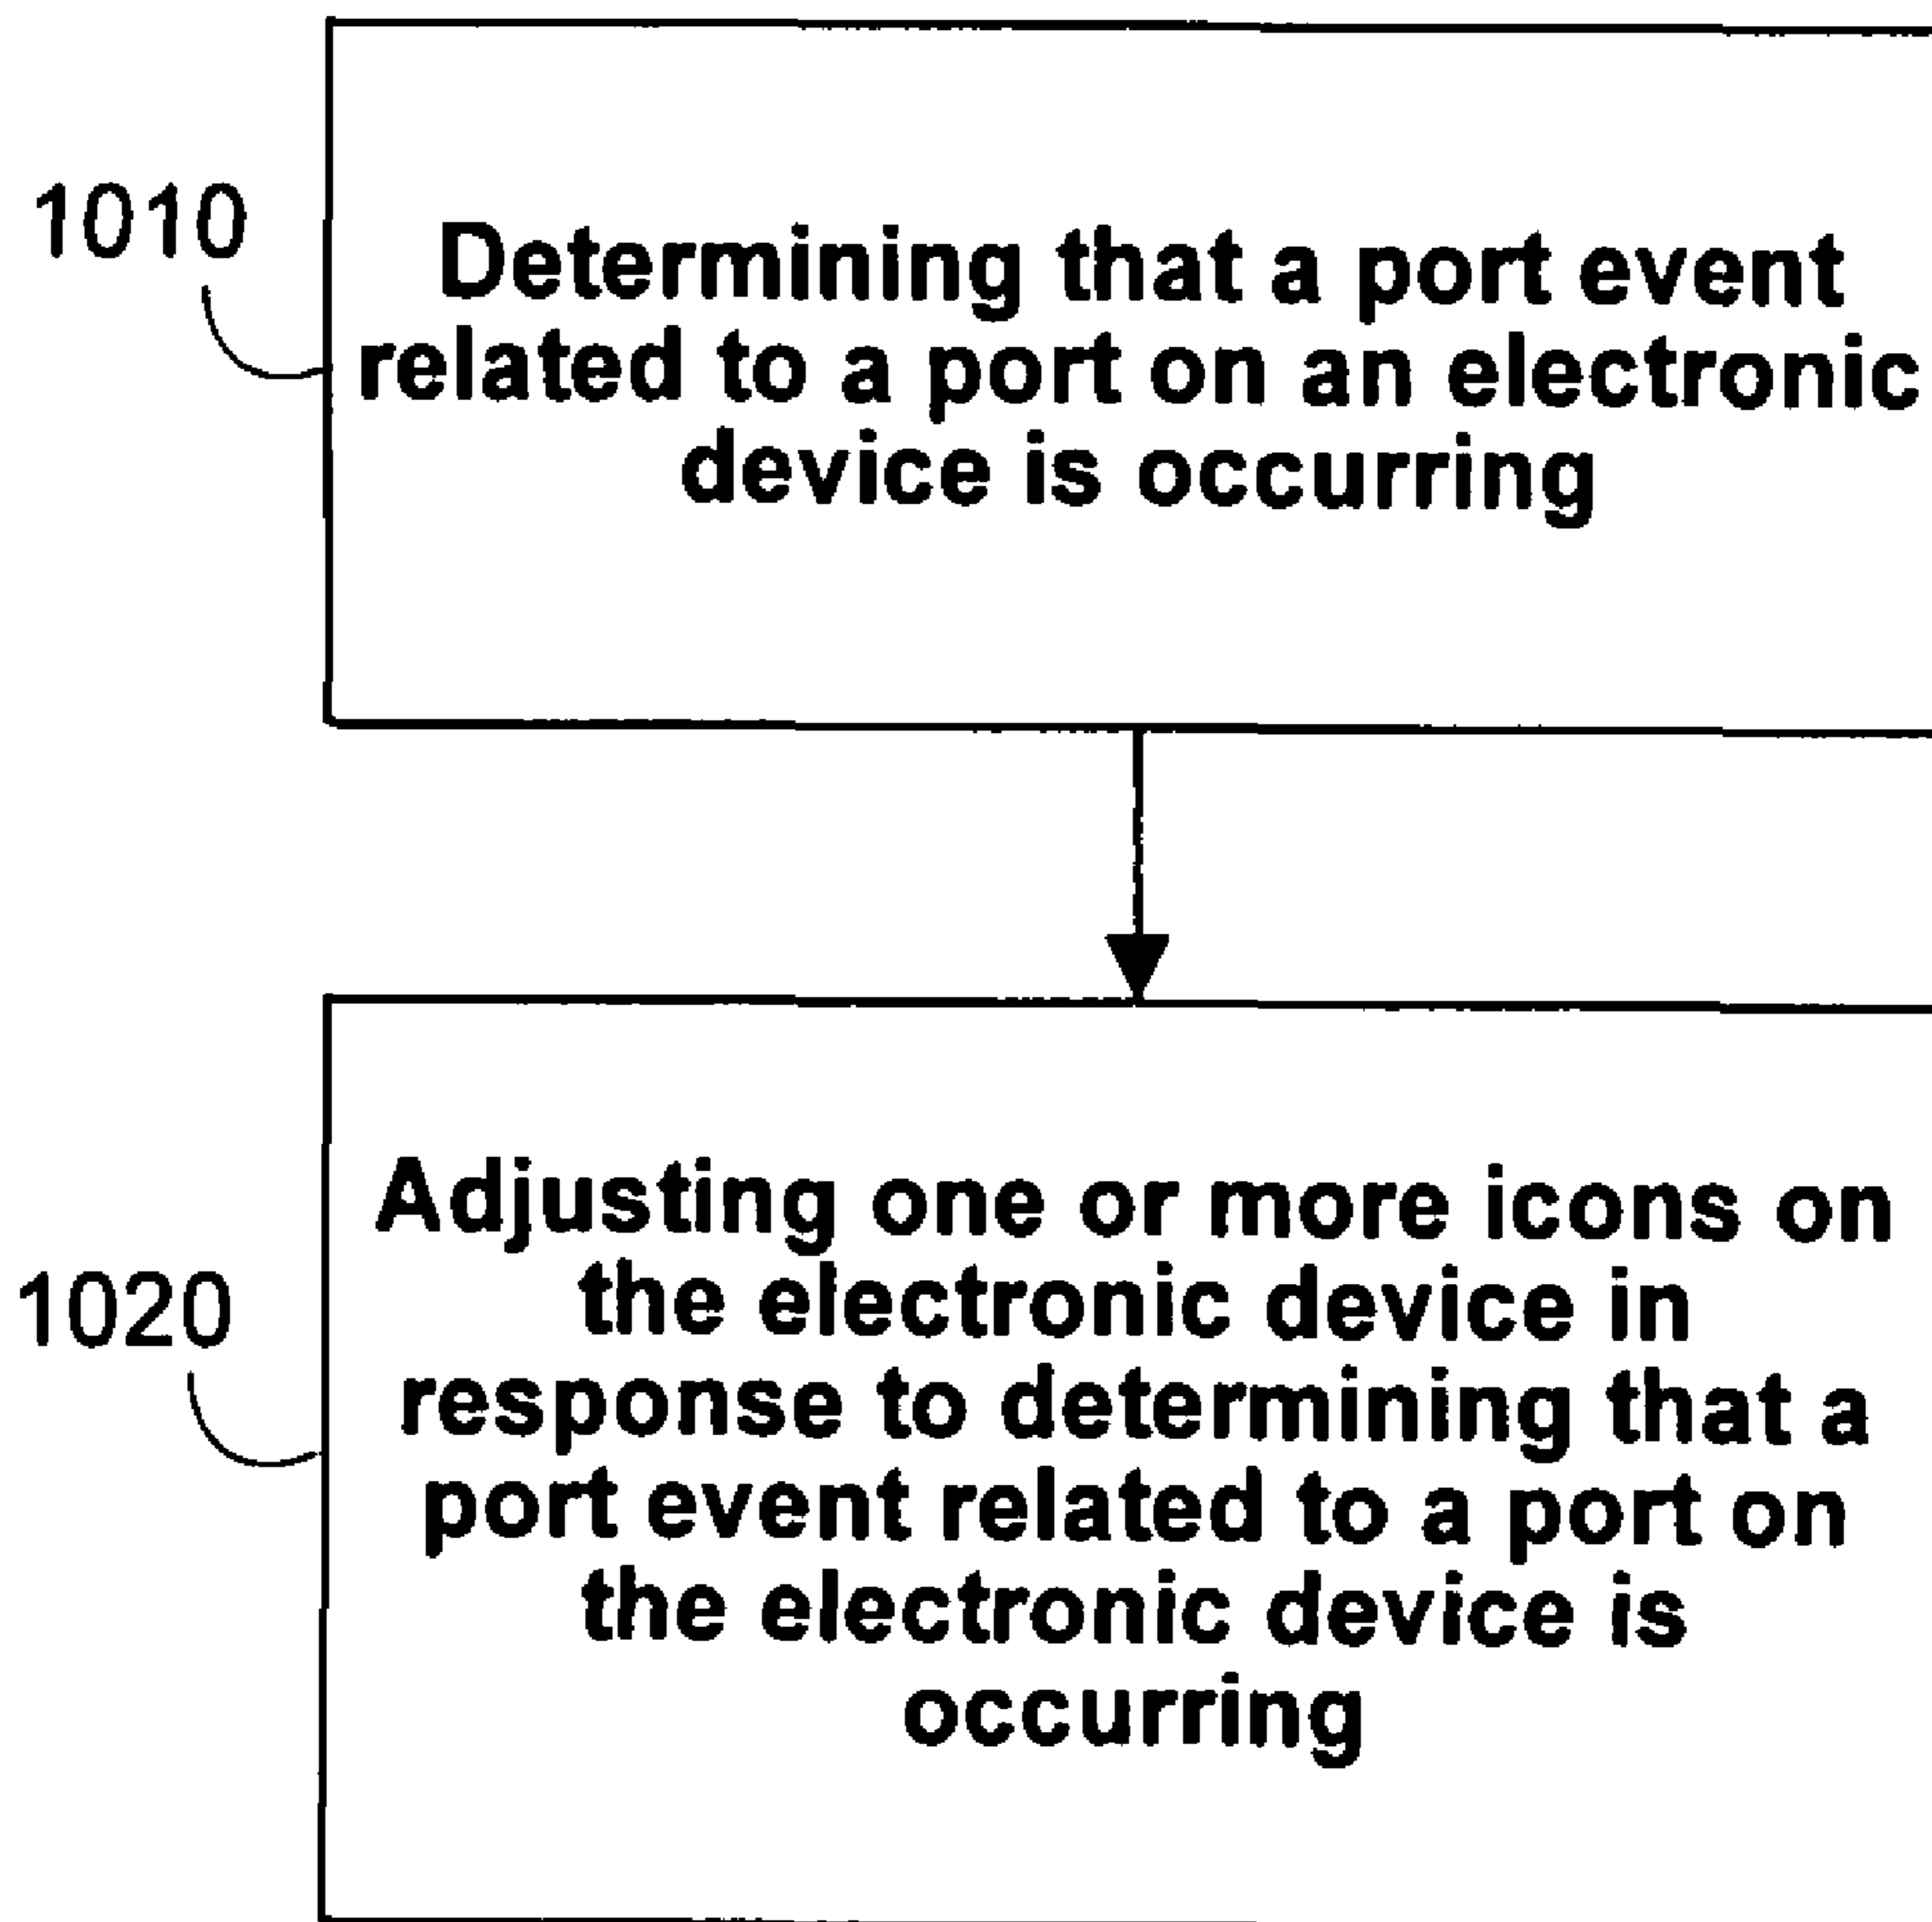 1010
Determining that a port event
related to a port on an electronic
device is occurring
1020
Adjusting one or more icons on
the electronic device in
response to determining that a
port event related to a port on
the electronic device is
occurring